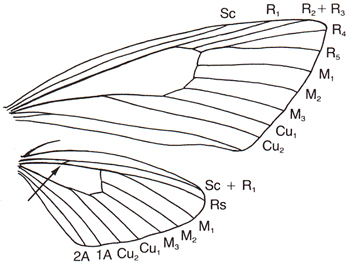 Sc R₁ R₂ + R₃
R₄
R₅
M₁
M₂
M₃
Cu₁
Cu₂
Sc + R₁
Rs
M₁
M₂
M₃
Cu₁
Cu₂
1A
2A